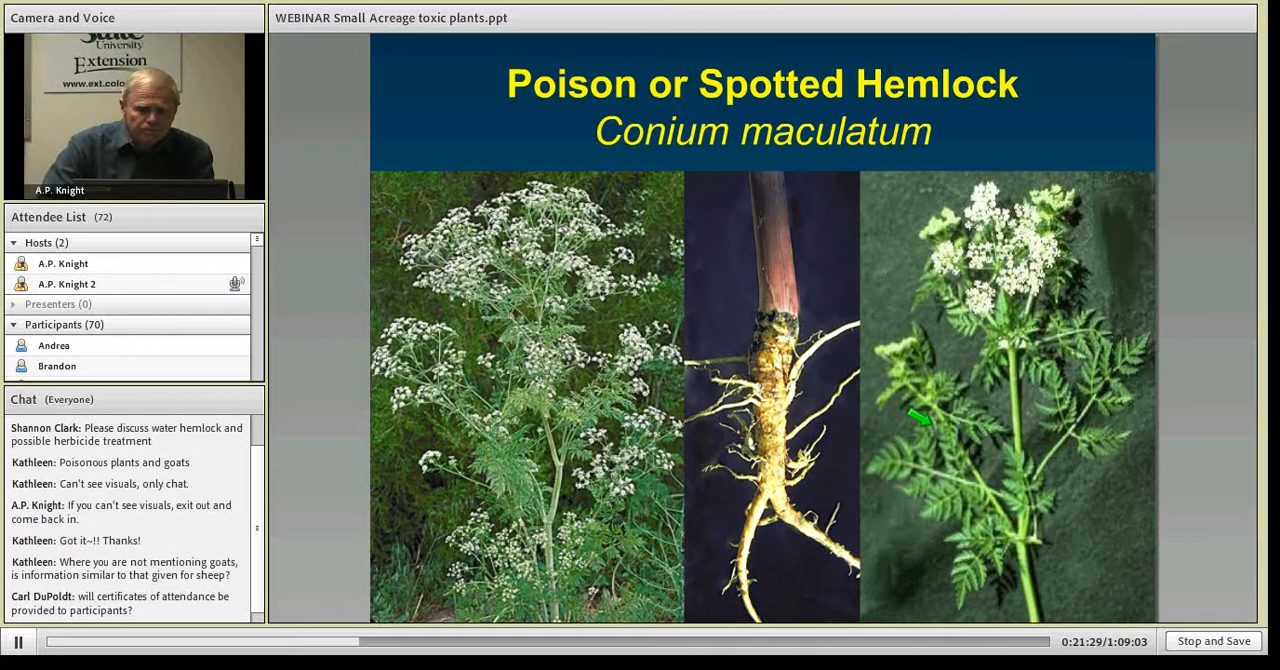 Camera and Voice
State
University
Extension
www.ext.colo
A.P. Knight
Attendee List (72)
Hosts (2)
A.P. Knight
A.P. Knight 2
Presenters (0)
Participants (70)
Andrea
Brandon
Chat (Everyone)
Shannon Clark: Please discuss water hemlock and
possible herbicide treatment
Kathleen: Poisonous plants and goats
Kathleen: Can't see visuals, only chat.
A.P. Knight: If you can't see visuals, exit out and
come back in.
Kathleen: Got it~!! Thanks!
Kathleen: Where you are not mentioning goats,
is information similar to that given for sheep?
Carl DuPoldt: will certificates of attendance be
provided to participants?
WEBINAR Small Acreage toxic plants.ppt
Poison or Spotted Hemlock
Conium maculatum
0:21:29/1:09:03
Stop and Save